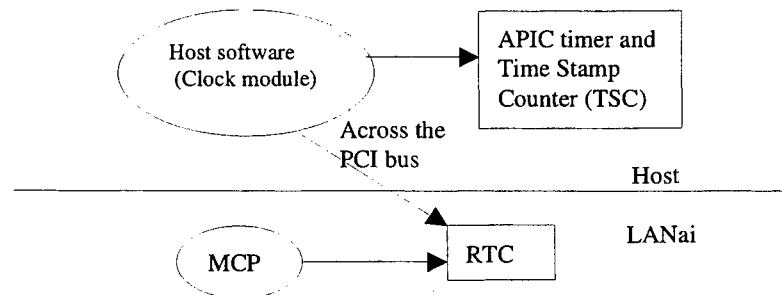 Host software
(Clock module)
APIC timer and
Time Stamp
Counter (TSC)
Across the
PCI bus
Host
LANai
MCP
RTC